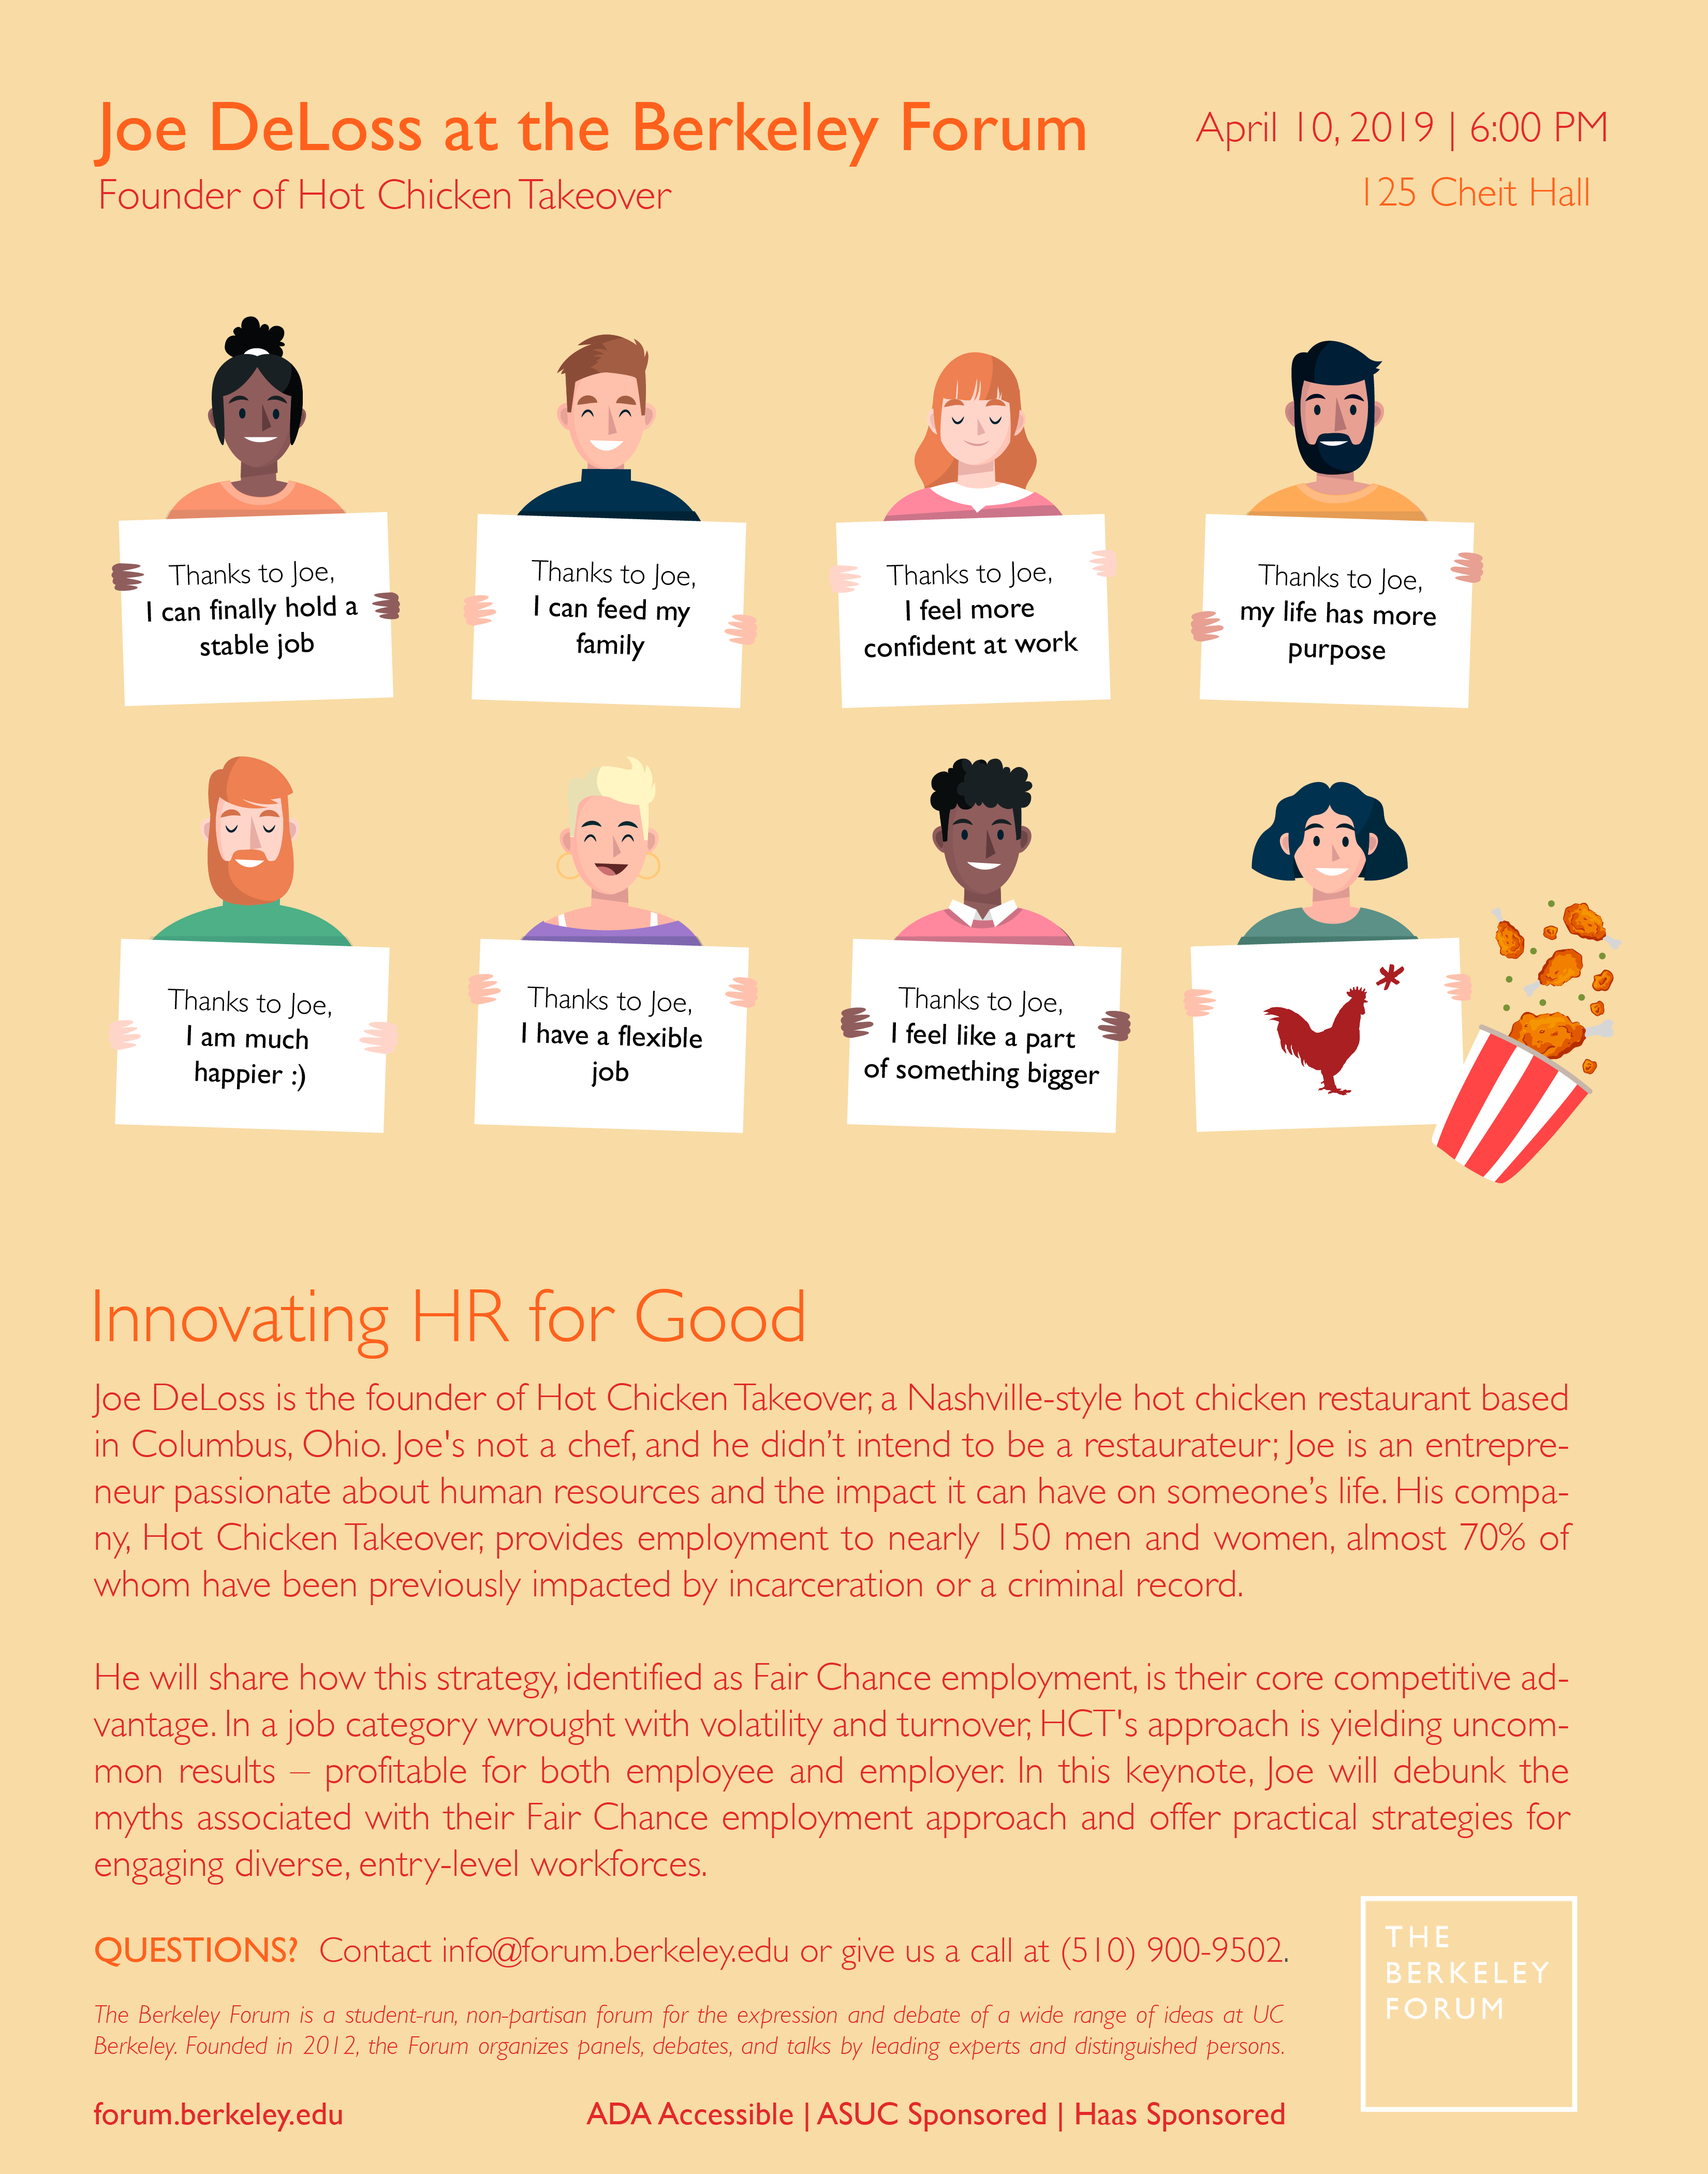 Joe DeLoss at the Berkeley Forum
Founder of Hot Chicken Takeover
April 10, 2019 | 6:00 PM
125 Cheit Hall
Thanks to Joe,
I can finally hold a
stable job
Thanks to Joe,
I can feed my
family
Thanks to Joe,
I feel more
confident at work
Thanks to Joe,
my life has more
purpose
Thanks to Joe,
I am much
happier :)
Thanks to Joe,
I have a flexible
job
Thanks to Joe,
I feel like a part
of something bigger
Innovating HR for Good
Joe DeLoss is the founder of Hot Chicken Takeover, a Nashville-style hot chicken restaurant based
in Columbus, Ohio. Joe's not a chef, and he didn’t intend to be a restaurateur; Joe is an entrepre-
neur passionate about human resources and the impact it can have on someone’s life. His compa-
ny, Hot Chicken Takeover, provides employment to nearly 150 men and women, almost 70% of
whom have been previously impacted by incarceration or a criminal record.
He will share how this strategy, identified as Fair Chance employment, is their core competitive ad-
vantage. In a job category wrought with volatility and turnover, HCT's approach is yielding uncom-
mon results – profitable for both employee and employer. In this keynote, Joe will debunk the
myths associated with their Fair Chance employment approach and offer practical strategies for
engaging diverse, entry-level workforces.
QUESTIONS? Contact info@forum.berkeley.edu or give us a call at (510) 900-9502.
The Berkeley Forum is a student-run, non-partisan forum for the expression and debate of a wide range of ideas at UC
Berkeley. Founded in 2012, the Forum organizes panels, debates, and talks by leading experts and distinguished persons.
forum.berkeley.edu
ADA Accessible | ASUC Sponsored | Haas Sponsored
THE
BERKELEY
FORUM